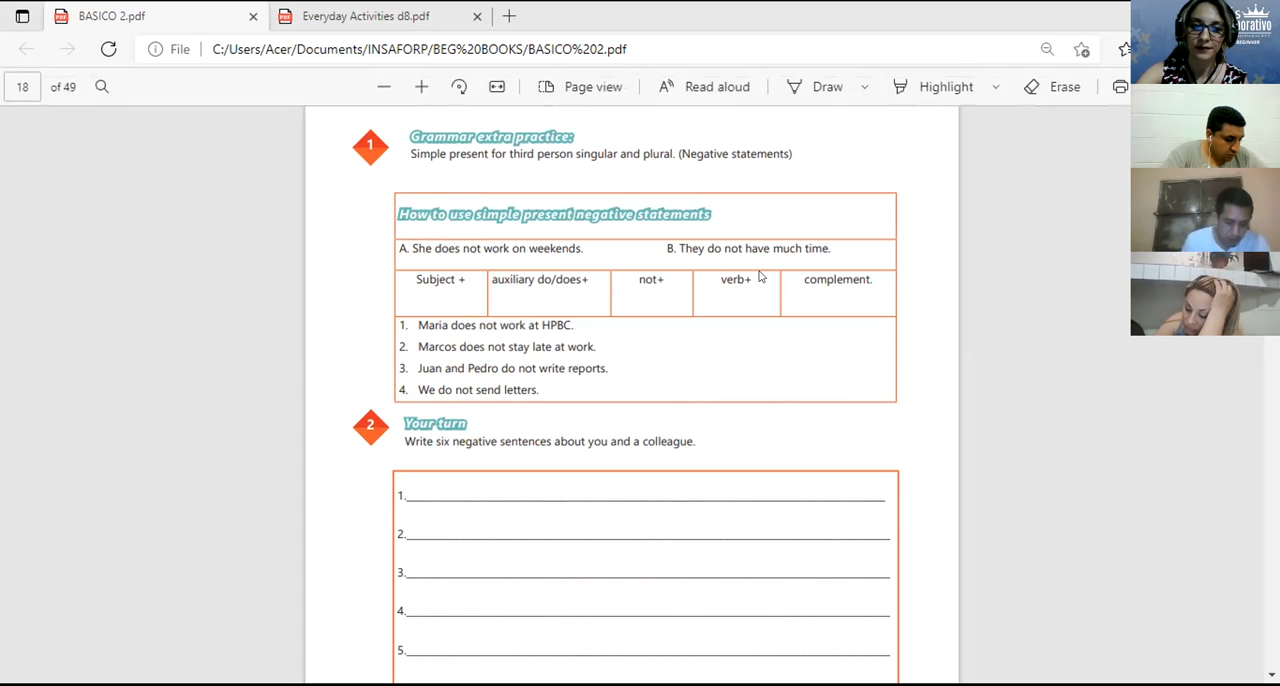 BASICO 2.pdf
Everyday Activities d8.pdf
File
C:/Users/Acer/Documents/INSAFORP/BEG%20BOOKS/BASICO%202.pdf
18 of 49
Page view
Read aloud
Draw
Highlight
Erase
1
Grammar extra practice:
Simple present for third person singular and plural. (Negative statements)
How to use simple present negative statements
A. She does not work on weekends. B. They do not have much time.
Subject + auxiliary do/does+ not+ verb+ complement.
1. Maria does not work at HPBC.
2. Marcos does not stay late at work.
3. Juan and Pedro do not write reports.
4. We do not send letters.
2
Your turn
Write six negative sentences about you and a colleague.
1.
2.
3.
4.
5.
BEGINNER